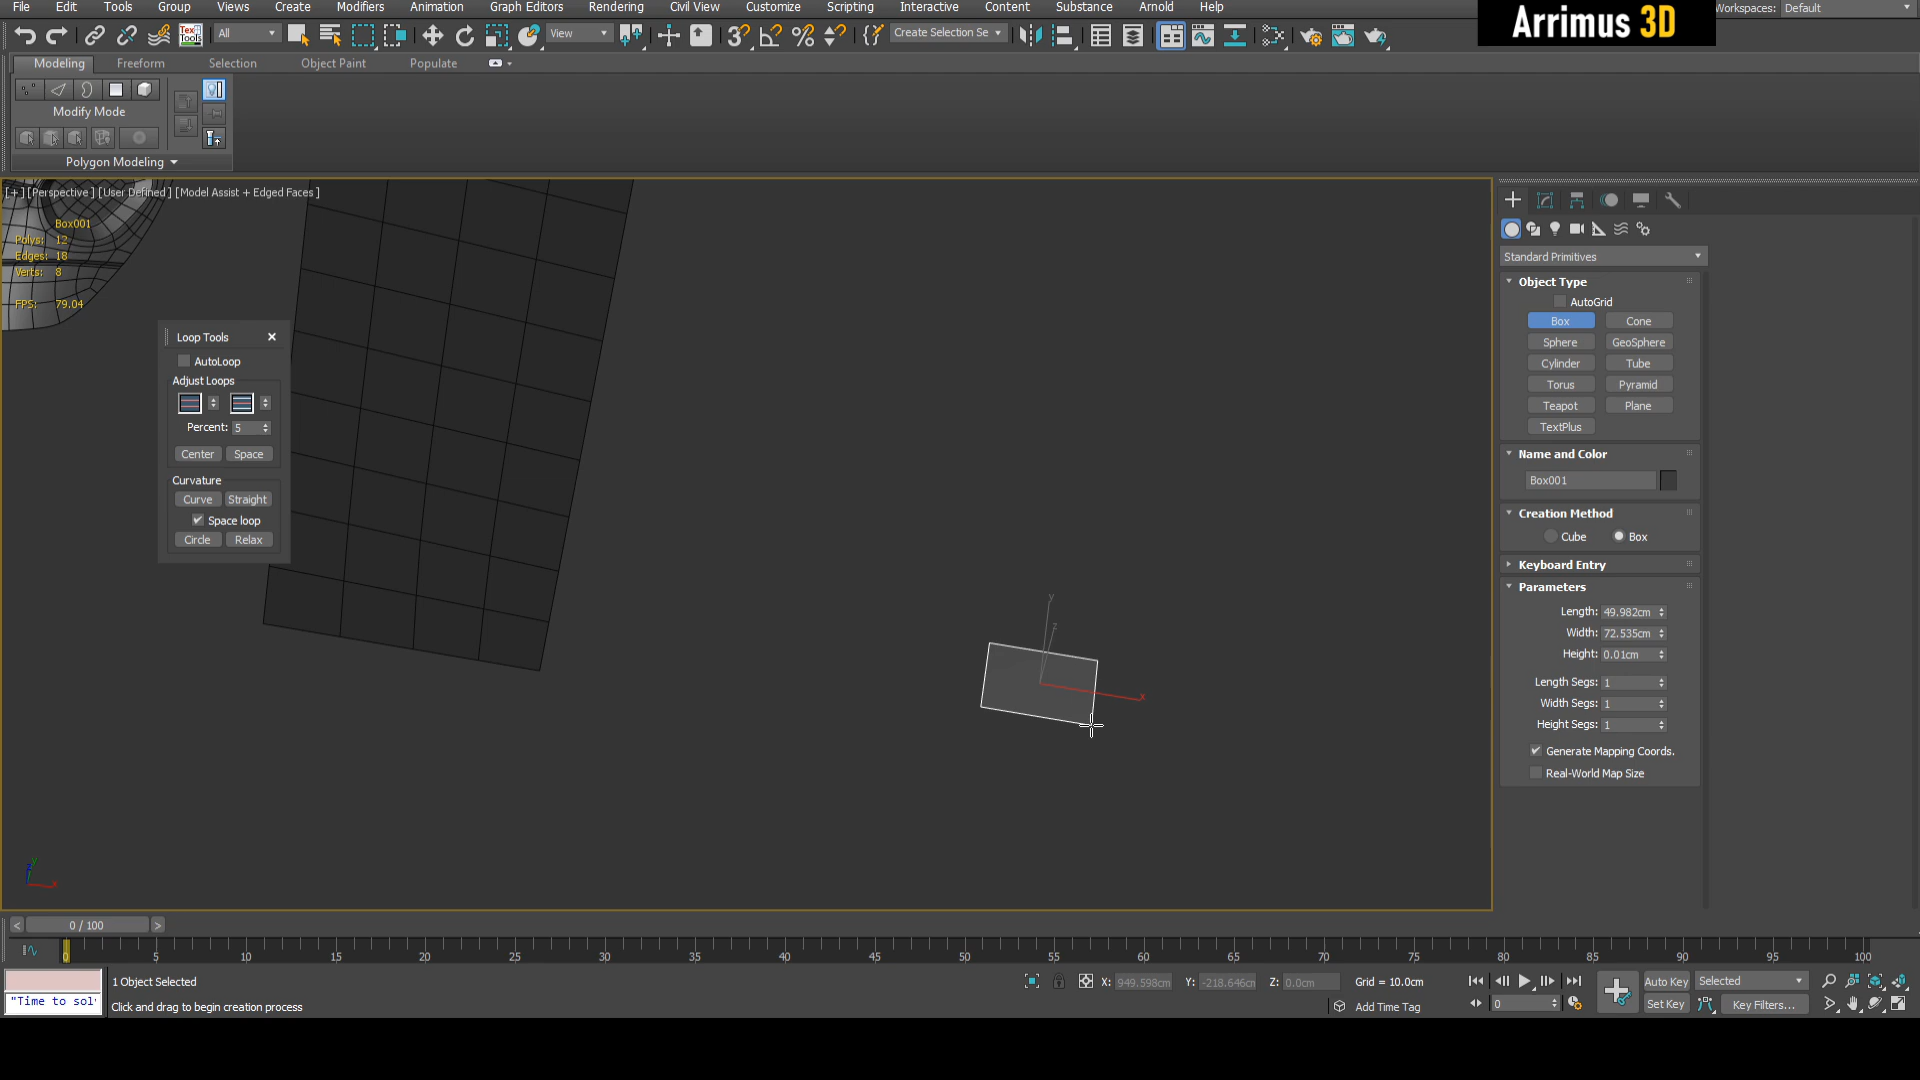 File Edit Tools Group Views Create Modifiers Animation Graph Editors Rendering Civil View Customize Scripting Interactive Content Substance Arnold Help
Workspaces: Default
Arrimus 3D
Tex Tools
All
View
Create Selection Se
Modeling Freeform Selection Object Paint Populate
Modify Mode
Polygon Modeling
[+] [Perspective] [User Defined] [Model Assist + Edged Faces]
Box001
Polys: 12
Edges: 18
Verts: 8
FPS: 79.04
Loop Tools
AutoLoop
Adjust Loops
Percent: 5
Center Space
Curvature
Curve Straight
Space loop
Circle Relax
y
z
x
y
x
Standard Primitives
Object Type
AutoGrid
Box Cone
Sphere GeoSphere
Cylinder Tube
Torus Pyramid
Teapot Plane
TextPlus
Name and Color
Box001
Creation Method
Cube Box
Keyboard Entry
Parameters
Length: 49.982cm
Width: 72.535cm
Height: 0.01cm
Length Segs: 1
Width Segs: 1
Height Segs: 1
Generate Mapping Coords.
Real-World Map Size
< 0 / 100 >
0 5 10 15 20 25 30 35 40 45 50 55 60 65 70 75 80 85 90 95 100
1 Object Selected
X: 949.598cm Y: -218.646cm Z: 0.0cm Grid = 10.0cm
Auto Key Selected
"Time to sol
Click and drag to begin creation process
Add Time Tag
0
Set Key Key Filters...